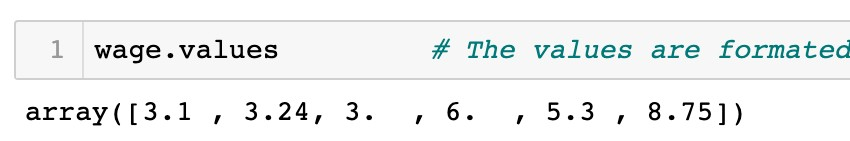 1 wage.values # The values are formated
array([3.1 , 3.24, 3. , 6. , 5.3 , 8.75])